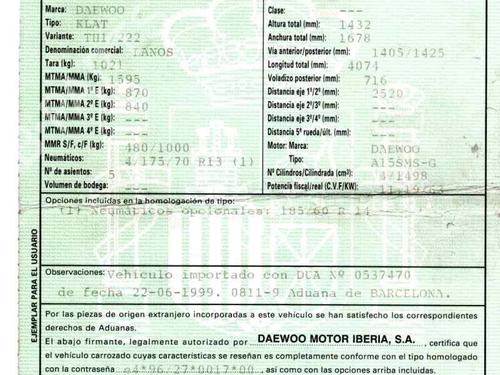 Marca: DAEWOO Clase: ---
Tipo: KLAT Altura total (mm): 1432
Variante: THI/222 Anchura total (mm): 1678
Denominación comercial: LANOS Vía anterior/posterior (mm): 1405/1425
Tara (kg): 1021 Longitud total (mm): 4074
MTMA/MMA (Kg): 1595 Voladizo posterior (mm): 716
MTMA/MMA 1º E (kg): 870 Distancia eje 1º/2º (mm): 2520
MTMA/MMA 2º E (kg): 840 Distancia eje 2º/3º (mm): ---
MTMA/MMA 3º E (kg): --- Distancia eje 3º/4º (mm): ---
MTMA/MMA 4º E (kg): --- Distancia 5ª rueda/últ. (mm): ---
MMR S/F, c/F (kg): 480/1000 Motor: Marca: DAEWOO
Neumáticos: 4/175/70 R13 (1) Tipo: A15SMS-G
Nº de asientos: 5 Nº Cilindros/Cilindrada (cm³): 4/1498
Volumen de bodega: --- Potencia fiscal/real (C.V.F/KW): 11,19/63
Opciones incluidas en la homologación de tipo:
(1) Neumáticos opcionales: 185/60 R 14
Observaciones: Vehículo importado con DUA Nº 0537470
de fecha 22-06-1999. 0811-9 Aduana de BARCELONA.
Por las piezas de origen extranjero incorporadas a este vehículo se han satisfecho los correspondientes
derechos de Aduanas.
El abajo firmante, legalmente autorizado por DAEWOO MOTOR IBERIA, S.A., certifica que
el vehículo carrozado cuyas características se reseñan es completamente conforme con el tipo homologado
con la contraseña e4*96/27*0017*00, así como con las opciones arriba incluidas.
EJEMPLAR PARA EL USUARIO